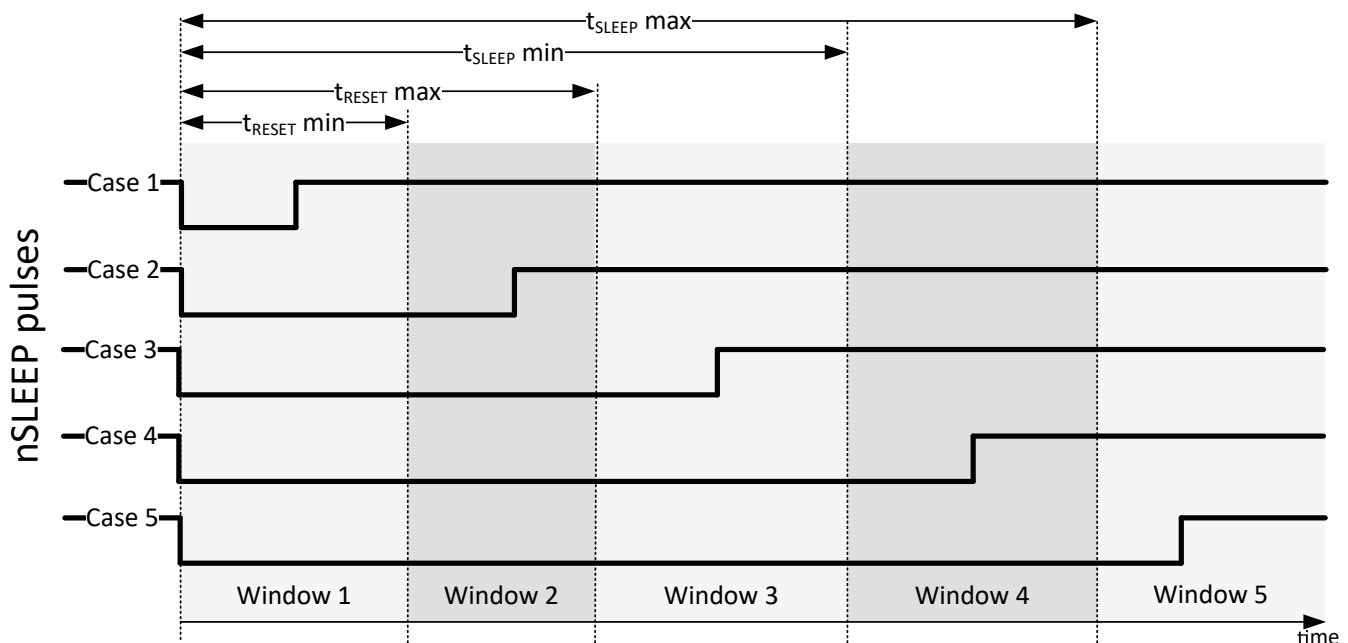 tSLEEP max
tSLEEP min
tRESET max
tRESET min
nSLEEP pulses
Case 1
Case 2
Case 3
Case 4
Case 5
Window 1 Window 2 Window 3 Window 4 Window 5
time